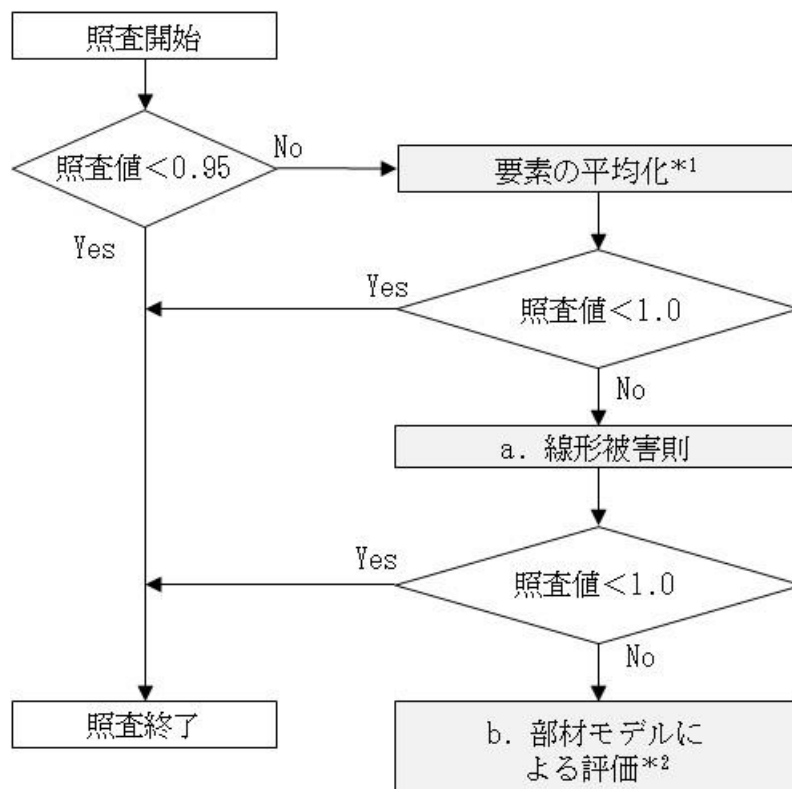 照査開始
照査値＜0.95
No
要素の平均化*1
Yes
Yes
照査値＜1.0
No
a. 線形被害則
Yes
照査値＜1.0
No
照査終了
b. 部材モデルに
よる評価*2